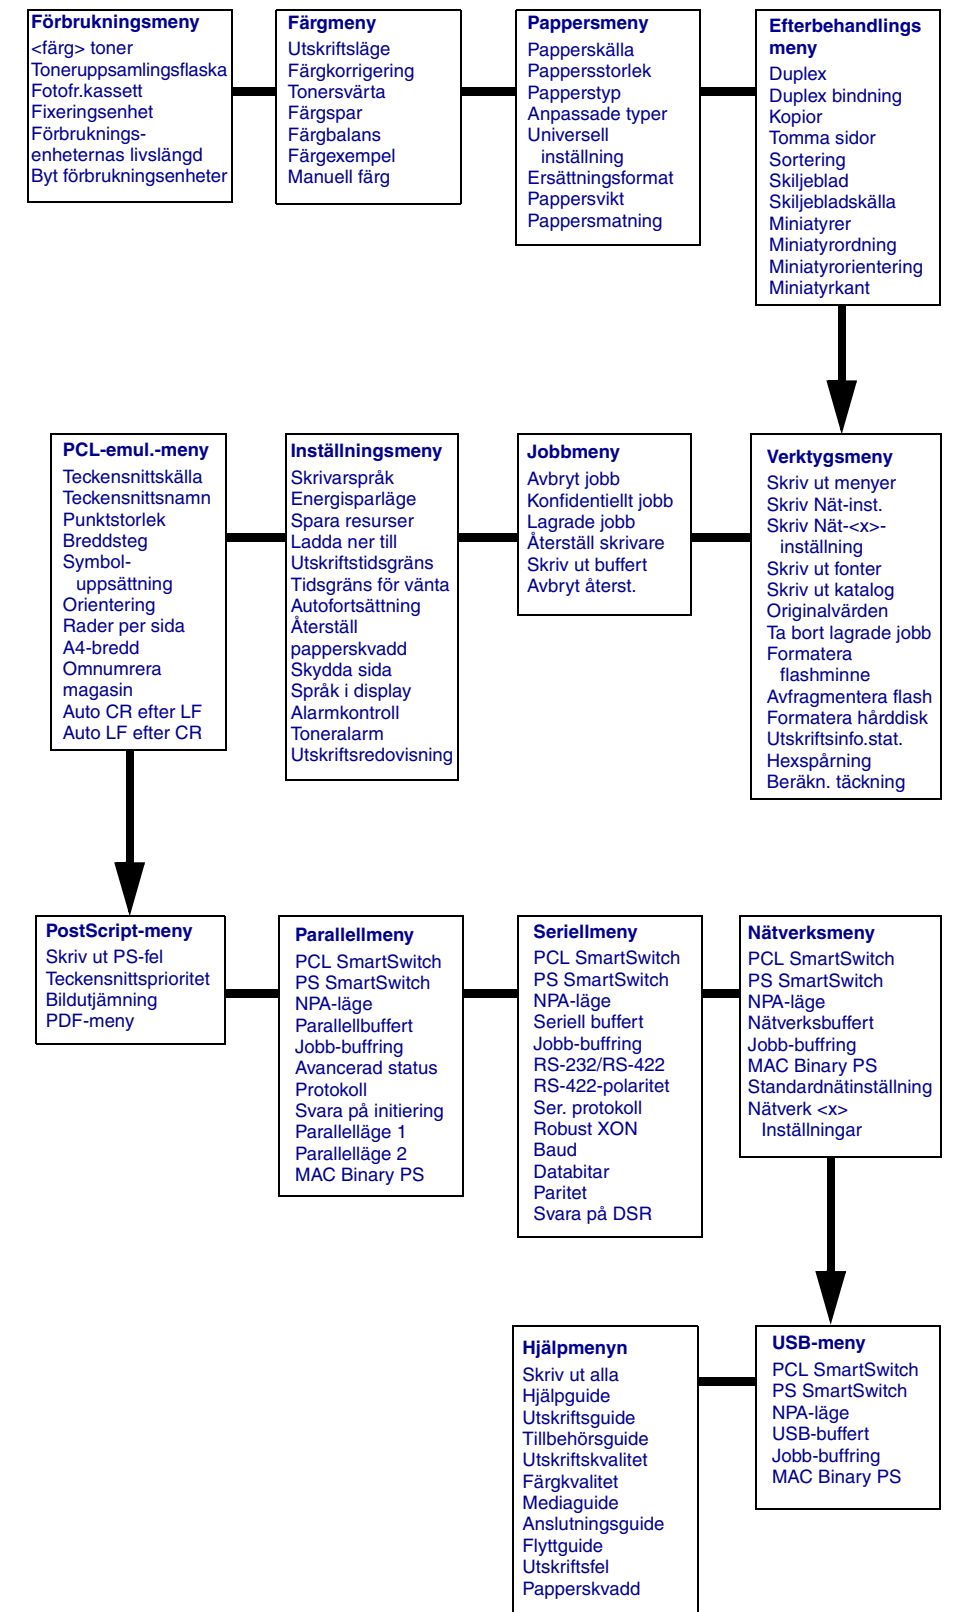 Förbrukningsmeny
<färg> toner
Toneruppsamlingsflaska
Fotofr.kassett
Fixeringsenhet
Förbruknings-
enheternas livslängd
Byt förbrukningsenheter
Färgmeny
Utskriftsläge
Färgkorrigering
Tonersvärta
Färgspar
Färgbalans
Färgexempel
Manuell färg
Pappersmeny
Papperskälla
Pappersstorlek
Papperstyp
Anpassade typer
Universell
inställning
Ersättningsformat
Pappersvikt
Pappersmatning
Efterbehandlings
meny
Duplex
Duplex bindning
Kopior
Tomma sidor
Sortering
Skiljeblad
Skiljebladskälla
Miniatyrer
Miniatyrordning
Miniatyrorientering
Miniatyrkant
PCL-emul.-meny
Teckensnittskälla
Teckensnittsnamn
Punktstorlek
Breddsteg
Symbol-
uppsättning
Orientering
Rader per sida
A4-bredd
Omnumrera
magasin
Auto CR efter LF
Auto LF efter CR
Inställningsmeny
Skrivarspråk
Energisparläge
Spara resurser
Ladda ner till
Utskriftstidsgräns
Tidsgräns för vänta
Autofortsättning
Återställ
papperskvadd
Skydda sida
Språk i display
Alarmkontroll
Toneralarm
Utskriftsredovisning
Jobbmeny
Avbryt jobb
Konfidentiellt jobb
Lagrade jobb
Återställ skrivare
Skriv ut buffert
Avbryt återst.
Verktygsmeny
Skriv ut menyer
Skriv Nät-inst.
Skriv Nät-<x>-
inställning
Skriv ut fonter
Skriv ut katalog
Originalvärden
Ta bort lagrade jobb
Formatera
flashminne
Avfragmentera flash
Formatera hårddisk
Utskriftsinfo.stat.
Hexspårning
Beräkn. täckning
PostScript-meny
Skriv ut PS-fel
Teckensnittsprioritet
Bildutjämning
PDF-meny
Parallellmeny
PCL SmartSwitch
PS SmartSwitch
NPA-läge
Parallellbuffert
Jobb-buffring
Avancerad status
Protokoll
Svara på initiering
Parallelläge 1
Parallelläge 2
MAC Binary PS
Seriellmeny
PCL SmartSwitch
PS SmartSwitch
NPA-läge
Seriell buffert
Jobb-buffring
RS-232/RS-422
RS-422-polaritet
Ser. protokoll
Robust XON
Baud
Databitar
Paritet
Svara på DSR
Nätverksmeny
PCL SmartSwitch
PS SmartSwitch
NPA-läge
Nätverksbuffert
Jobb-buffring
MAC Binary PS
Standardnätinställning
Nätverk <x>
Inställningar
Hjälpmenyn
Skriv ut alla
Hjälpguide
Utskriftsguide
Tillbehörsguide
Utskriftskvalitet
Färgkvalitet
Mediaguide
Anslutningsguide
Flyttguide
Utskriftsfel
Papperskvadd
USB-meny
PCL SmartSwitch
PS SmartSwitch
NPA-läge
USB-buffert
Jobb-buffring
MAC Binary PS